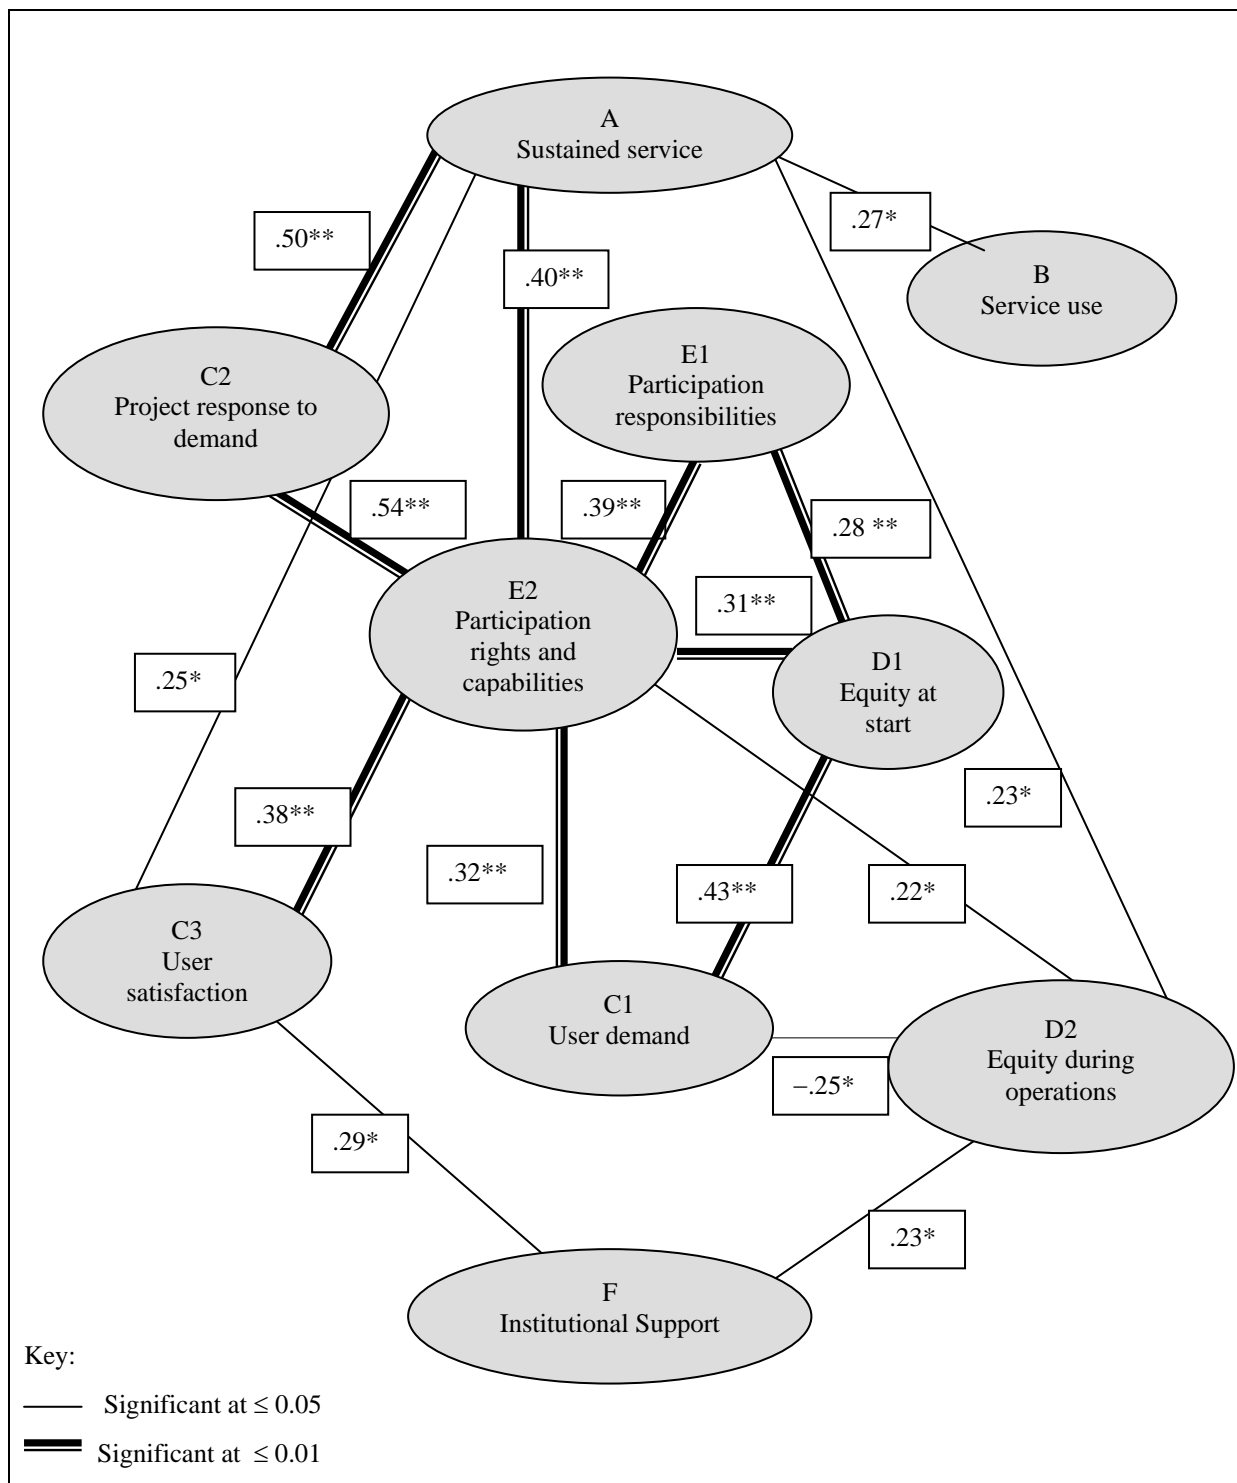 A
Sustained service
.50**
.27*
.40**
B
Service use
E1
Participation
responsibilities
C2
Project response to
demand
.54**
.39**
.28 **
E2
Participation
rights and
capabilities
.31**
D1
Equity at
start
.25*
.38**
.23*
.32**
.43**
.22*
C3
User
satisfaction
C1
User demand
D2
Equity during
operations
−.25*
.29*
.23*
F
Institutional Support
Key:
Significant at ≤ 0.05
Significant at ≤ 0.01